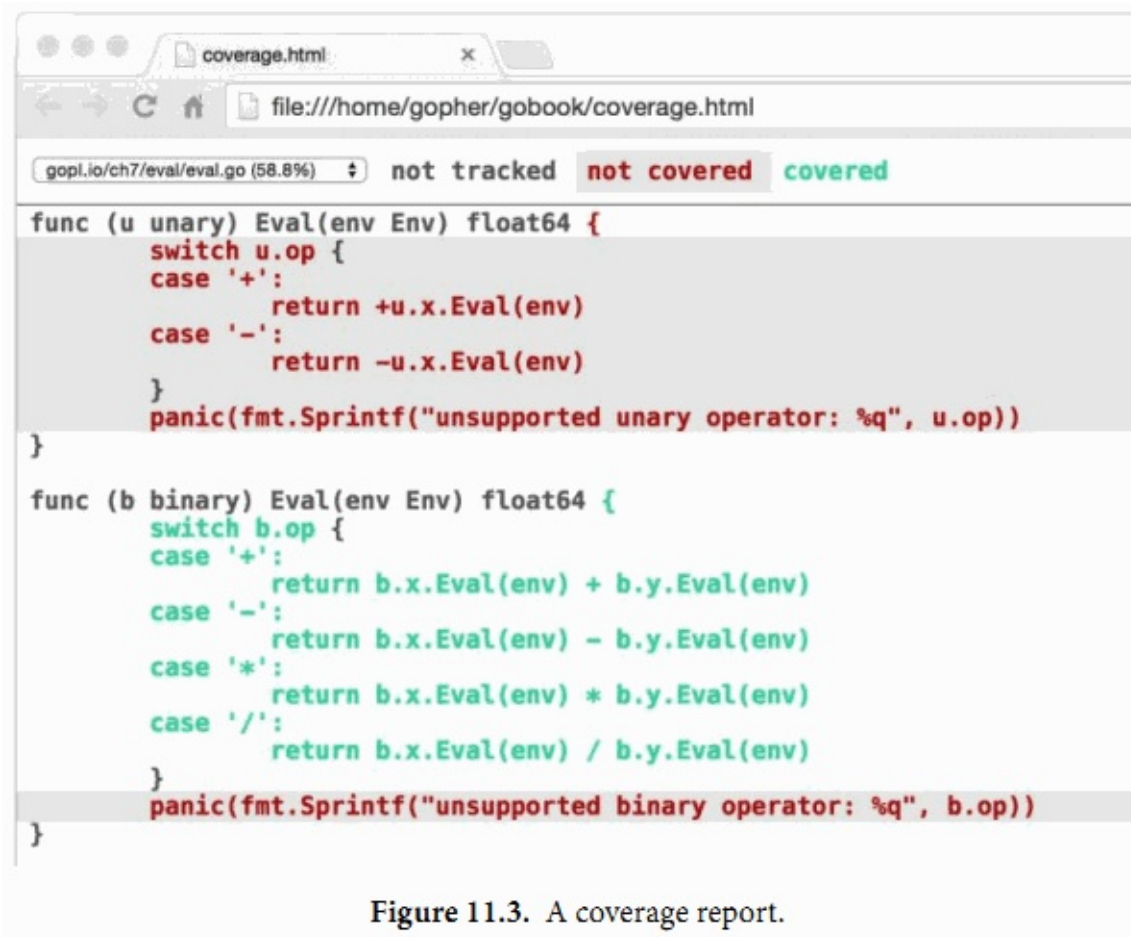 coverage.html ×
file:///home/gopher/gobook/coverage.html
gopl.io/ch7/eval/eval.go (58.8%) not tracked not covered covered
func (u unary) Eval(env Env) float64 {
        switch u.op {
        case '+':
                return +u.x.Eval(env)
        case '-':
                return -u.x.Eval(env)
        }
        panic(fmt.Sprintf("unsupported unary operator: %q", u.op))
}

func (b binary) Eval(env Env) float64 {
        switch b.op {
        case '+':
                return b.x.Eval(env) + b.y.Eval(env)
        case '-':
                return b.x.Eval(env) - b.y.Eval(env)
        case '*':
                return b.x.Eval(env) * b.y.Eval(env)
        case '/':
                return b.x.Eval(env) / b.y.Eval(env)
        }
        panic(fmt.Sprintf("unsupported binary operator: %q", b.op))
}
Figure 11.3. A coverage report.